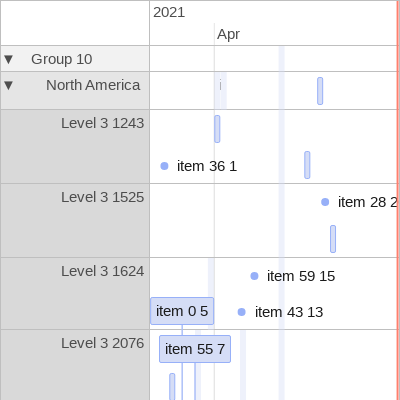 2021
Apr
▼ Group 10
▼ North America
i
Level 3 1243
item 36 1
Level 3 1525
item 28 2
Level 3 1624
item 59 15
item 0 5
item 43 13
Level 3 2076
item 55 7